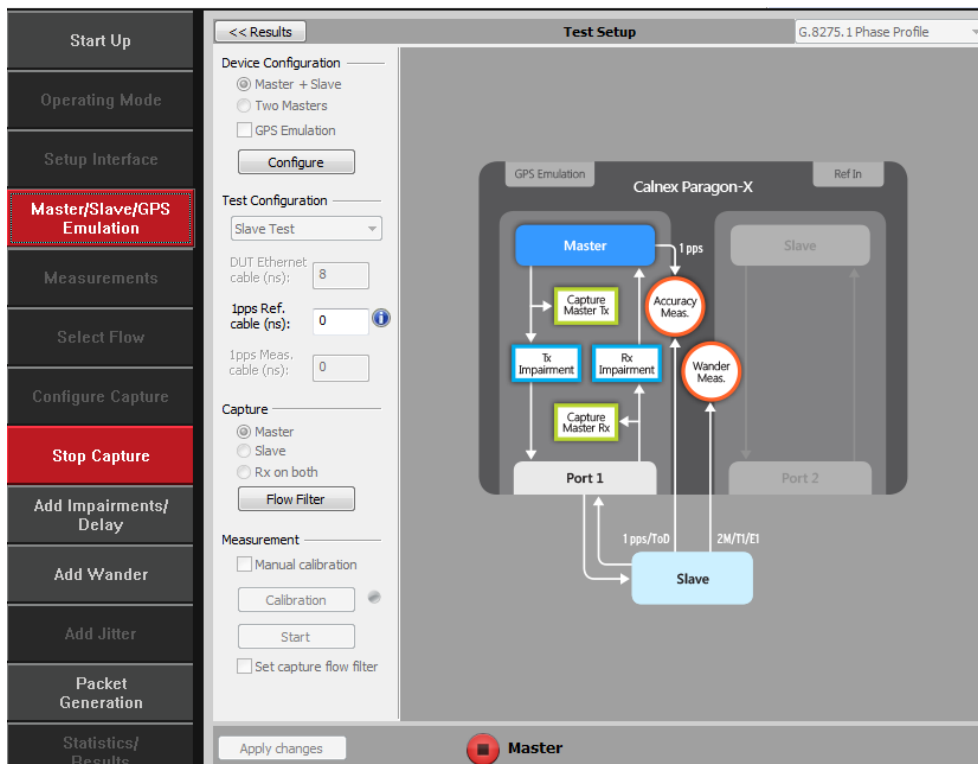 Start Up
Operating Mode
Setup Interface
Master/Slave/GPS
Emulation
Measurements
Select Flow
Configure Capture
Stop Capture
Add Impairments/
Delay
Add Wander
Add Jitter
Packet
Generation
Statistics/
Results
<< Results
Test Setup
G.8275.1 Phase Profile
Device Configuration
Master + Slave
Two Masters
GPS Emulation
Configure
Test Configuration
Slave Test
DUT Ethernet
cable (ns):
8
1pps Ref.
cable (ns):
0
1pps Meas.
cable (ns):
0
Capture
Master
Slave
Rx on both
Flow Filter
Measurement
Manual calibration
Calibration
Start
Set capture flow filter
Apply changes
Master
GPS Emulation
Calnex Paragon-X
Ref In
Master
1 pps
Slave
Capture
Master Tx
Accuracy
Meas.
Tx
Impairment
Rx
Impairment
Wander
Meas.
Capture
Master Rx
Port 1
Port 2
1 pps/ToD
2M/T1/E1
Slave